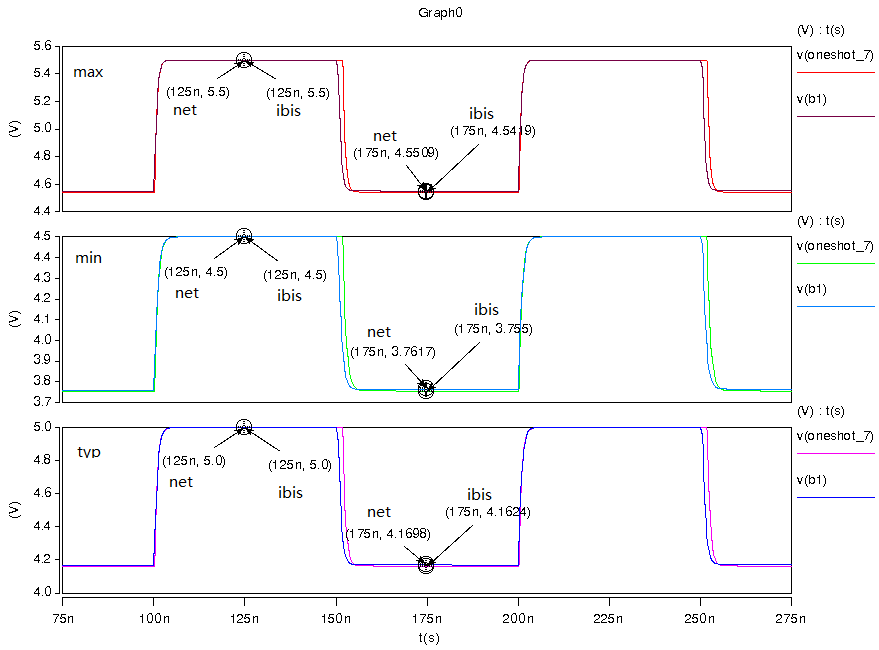 Graph0
(V) : t(s)
v(oneshot_7)
v(b1)
5.6
5.4
5.2
5.0
4.8
4.6
4.4
(V)
max
(125n, 5.5)
net
(125n, 5.5)
ibis
net
(175n, 4.5509)
ibis
(175n, 4.5419)
(V) : t(s)
v(oneshot_7)
v(b1)
4.5
4.4
4.3
4.2
4.1
4.0
3.9
3.8
3.7
(V)
min
(125n, 4.5)
net
(125n, 4.5)
ibis
net
(175n, 3.7617)
ibis
(175n, 3.755)
(V) : t(s)
v(oneshot_7)
v(b1)
5.0
4.8
4.6
4.4
4.2
4.0
(V)
typ
(125n, 5.0)
net
(125n, 5.0)
ibis
net
(175n, 4.1698)
ibis
(175n, 4.1624)
75n 100n 125n 150n 175n 200n 225n 250n 275n
t(s)